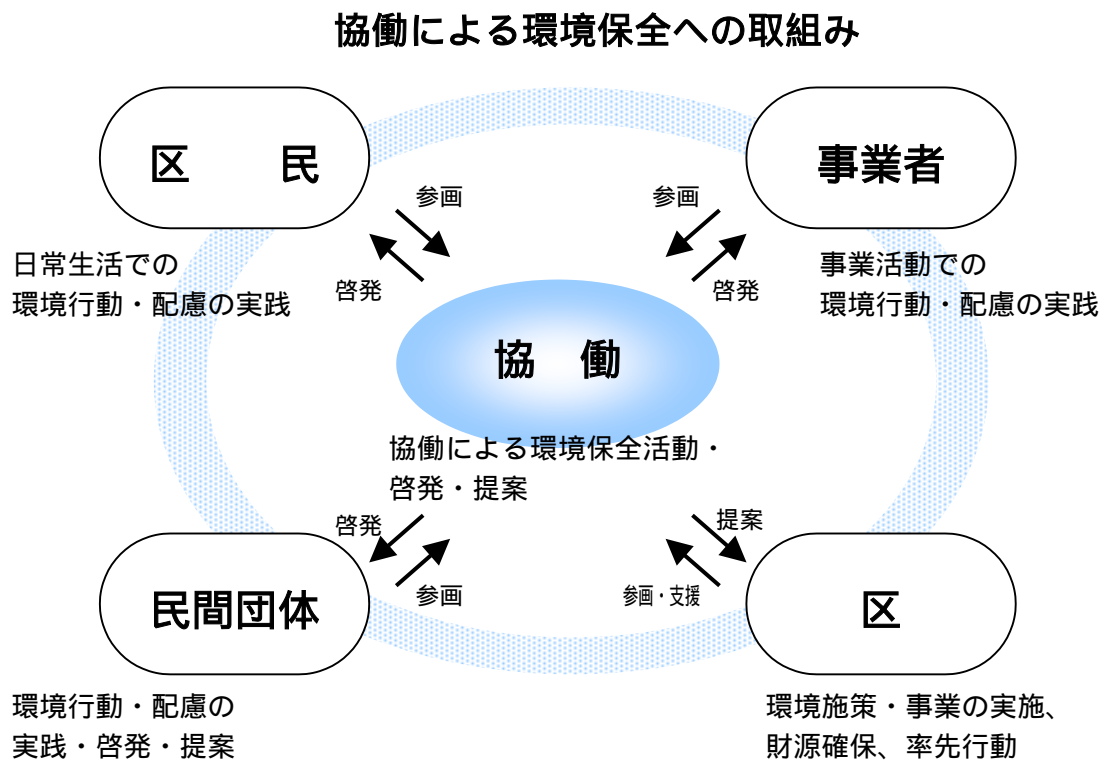 協働による環境保全への取組み
区　　民
事業者
参画
参画
啓発
啓発
日常生活での
環境行動・配慮の実践
事業活動での
環境行動・配慮の実践
協　働
協働による環境保全活動・
啓発・提案
啓発
提案
参画
参画・支援
民間団体
区
環境行動・配慮の
実践・啓発・提案
環境施策・事業の実施、
財源確保、率先行動